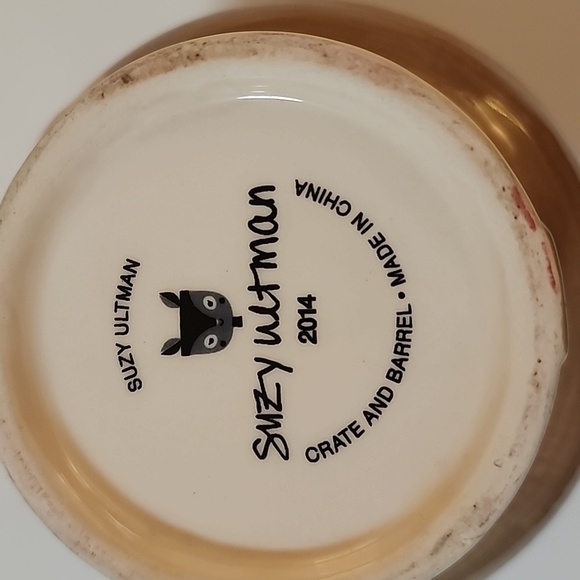 SUZY ULTMAN
suzy ultman
2014
CRATE AND BARREL • MADE IN CHINA